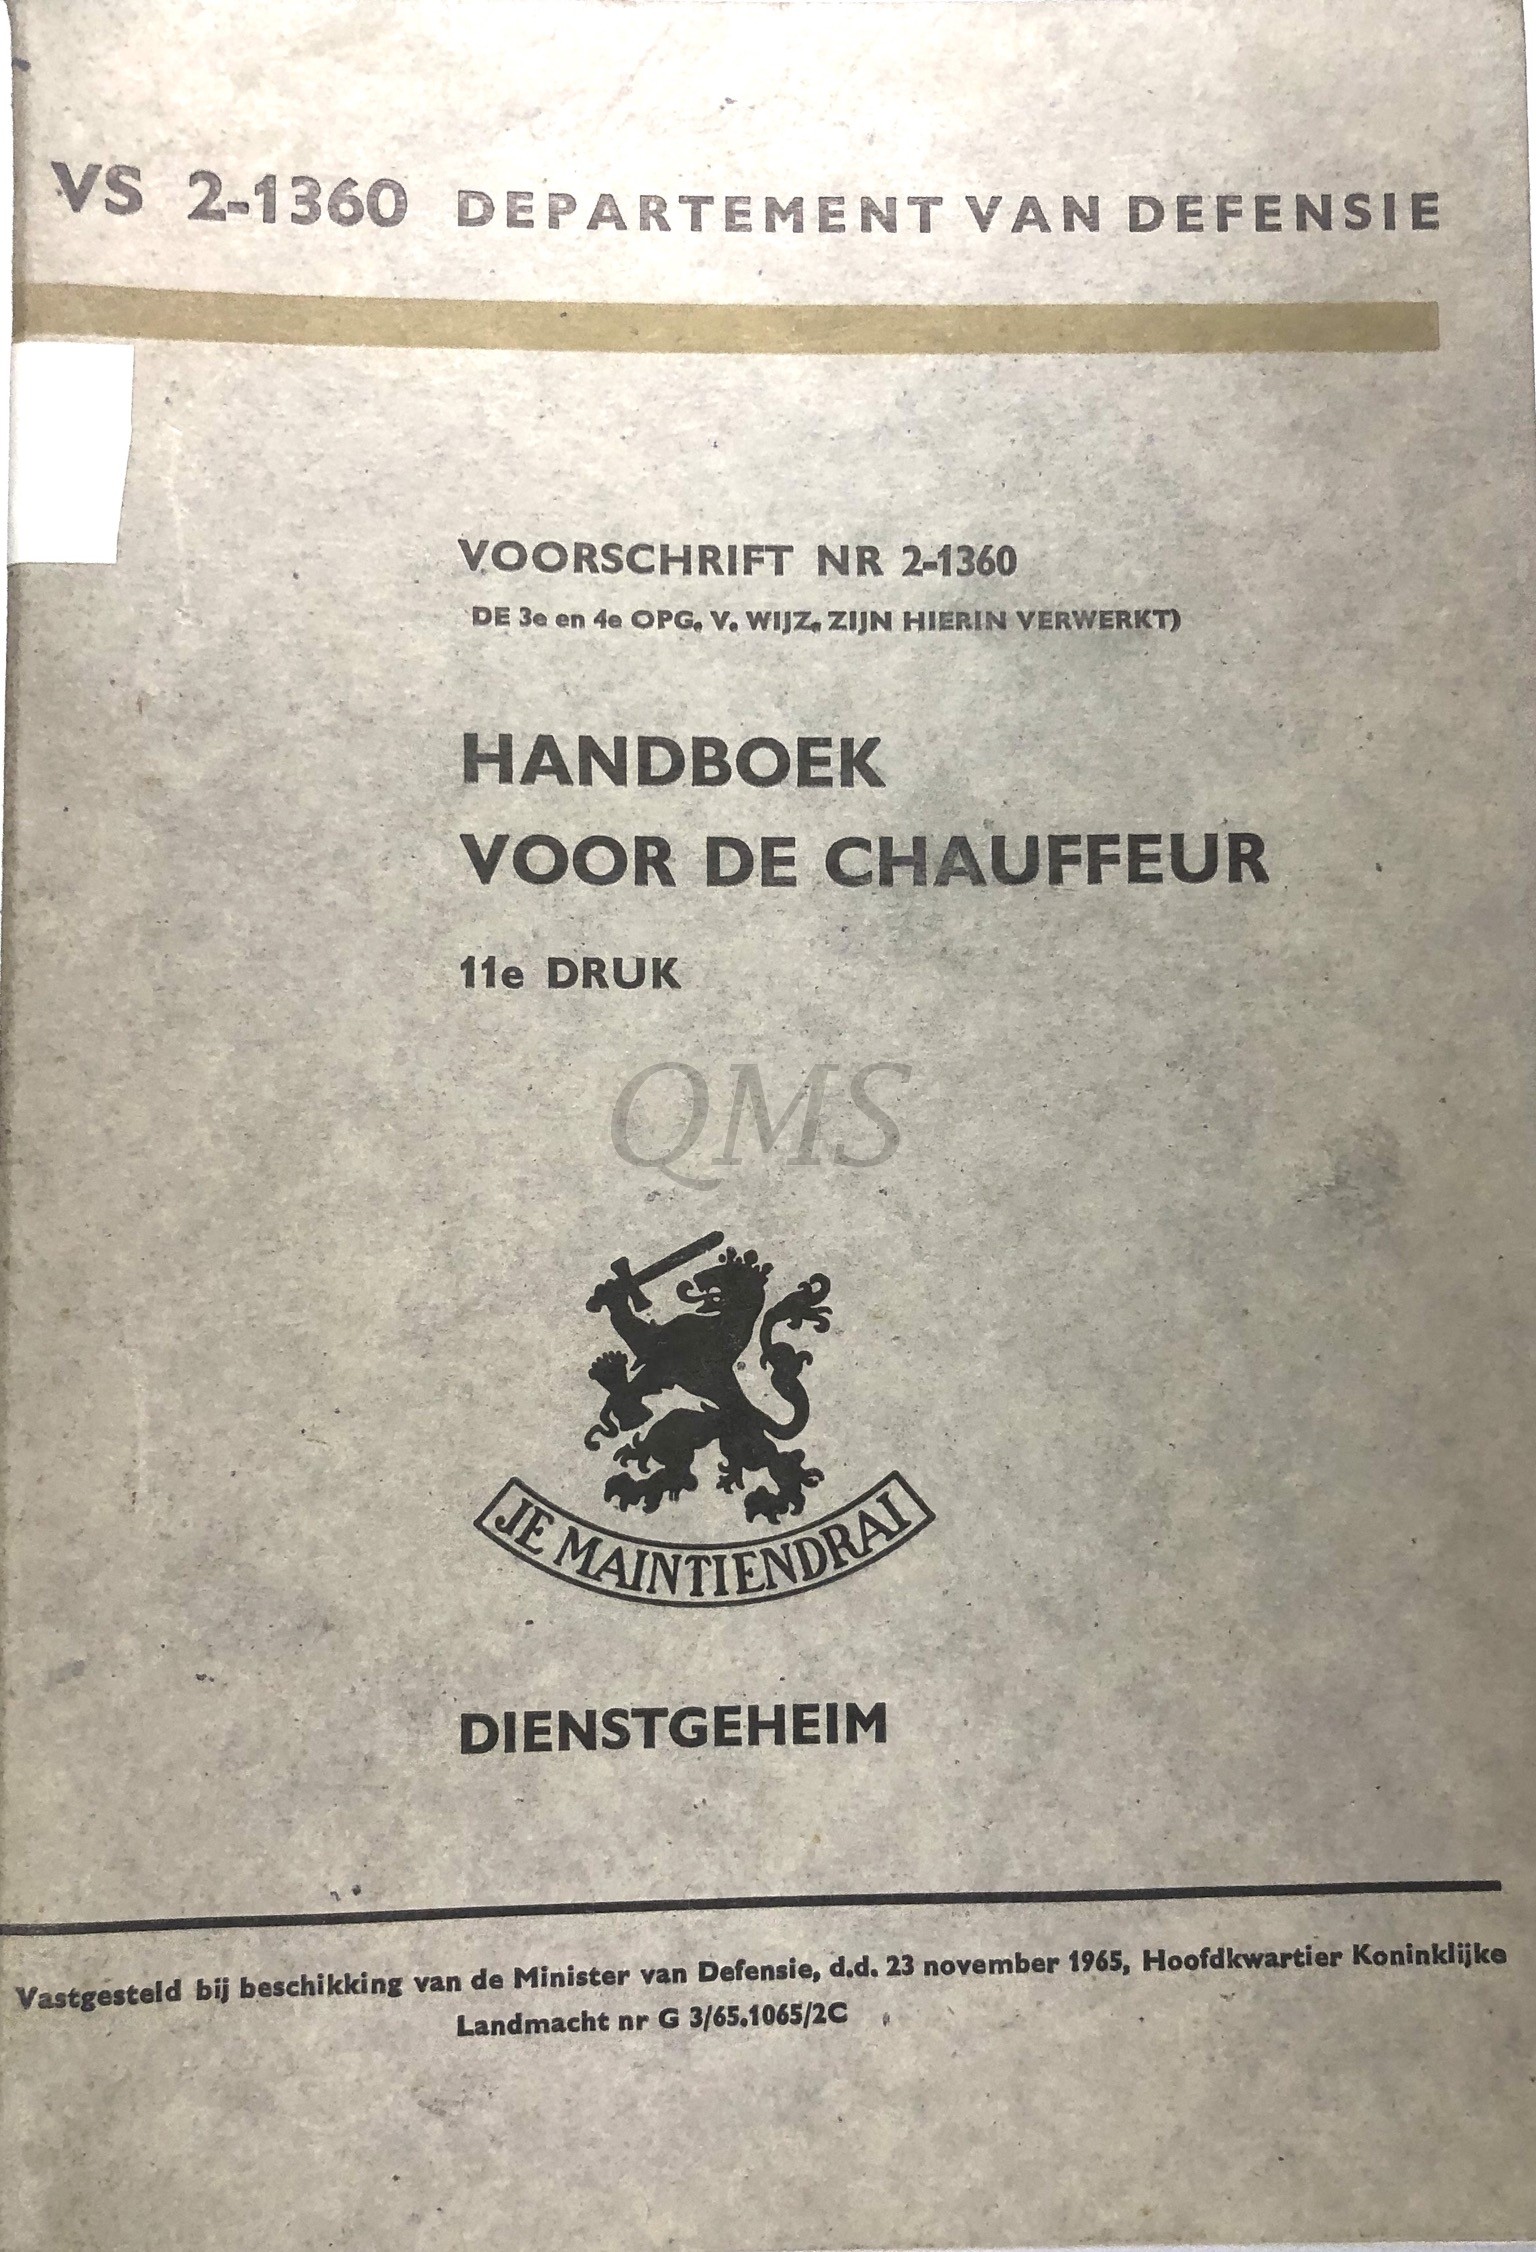 VS 2-1360 DEPARTEMENT VAN DEFENSIE
VOORSCHRIFT NR 2-1360
DE 3e en 4e OPG. V. WIJZ. ZIJN HIERIN VERWERKT)
HANDBOEK
VOOR DE CHAUFFEUR
11e DRUK
QMS
JE MAINTIENDRAI
DIENSTGEHEIM
Vastgesteld bij beschikking van de Minister van Defensie, d.d. 23 november 1965, Hoofdkwartier Koninklijke
Landmacht nr G 3/65.1065/2C